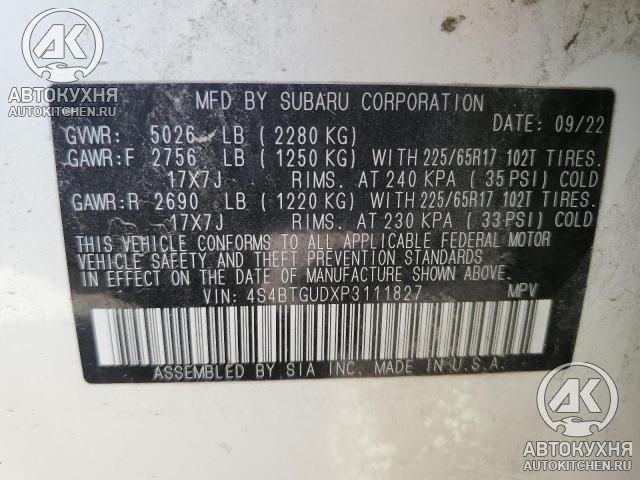 АК
АВТОКУХНЯ
AUTOKITCHEN.RU
MFD BY SUBARU CORPORATION
DATE: 09/22
GVWR: 5026 LB ( 2280 KG)
GAWR:F 2756 LB ( 1250 KG) WITH 225/65R17 102T TIRES.
17X7J RIMS. AT 240 KPA ( 35 PSI) COLD
GAWR:R 2690 LB ( 1220 KG) WITH 225/65R17 102T TIRES.
17X7J RIMS. AT 230 KPA ( 33 PSI) COLD
THIS VEHICLE CONFORMS TO ALL APPLICABLE FEDERAL MOTOR
VEHICLE SAFETY AND THEFT PREVENTION STANDARDS
IN EFFECT ON THE DATE OF MANUFACTURE SHOWN ABOVE.
VIN: 4S4BTGUDXP3111827 MPV
ASSEMBLED BY SIA INC. MADE IN U.S.A.
АК
АВТОКУХНЯ
AUTOKITCHEN.RU